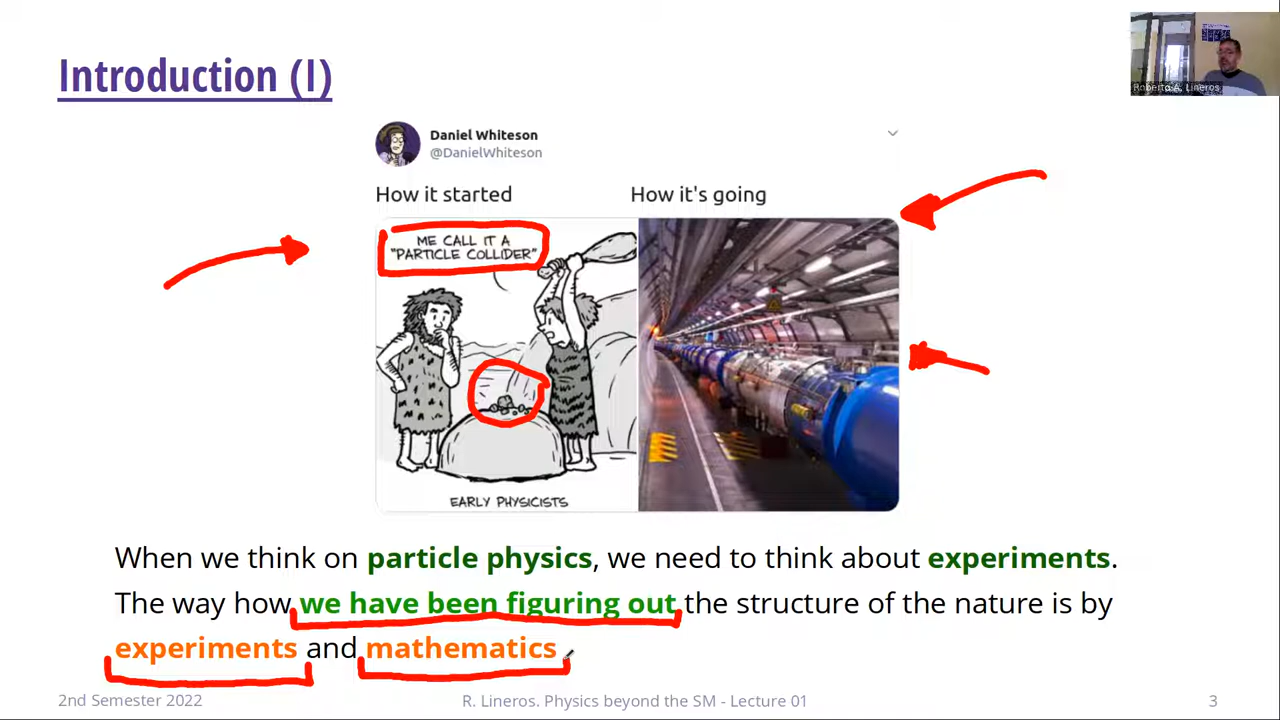 Introduction (I)
Roberto A. Lineros
Daniel Whiteson
@DanielWhiteson
How it started
How it's going
ME CALL IT A
"PARTICLE COLLIDER"
EARLY PHYSICISTS
When we think on particle physics, we need to think about experiments.
The way how we have been figuring out the structure of the nature is by
experiments and mathematics.
2nd Semester 2022
R. Lineros. Physics beyond the SM - Lecture 01
3